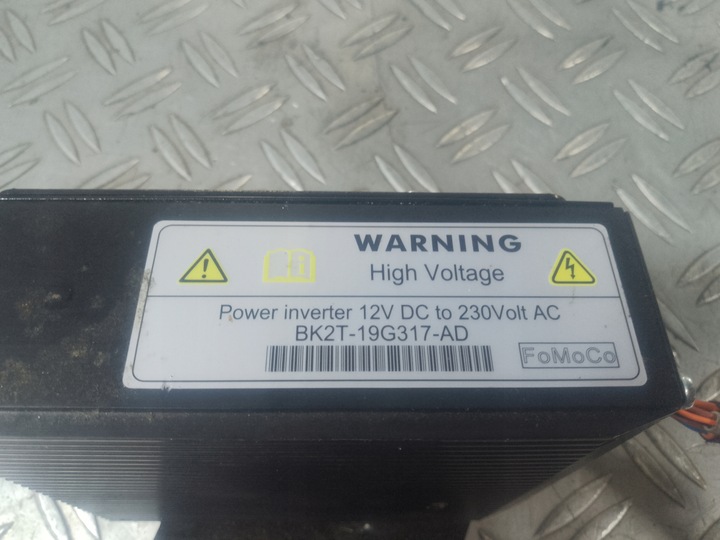 WARNING
High Voltage
Power inverter 12V DC to 230Volt AC
BK2T-19G317-AD
FoMoCo